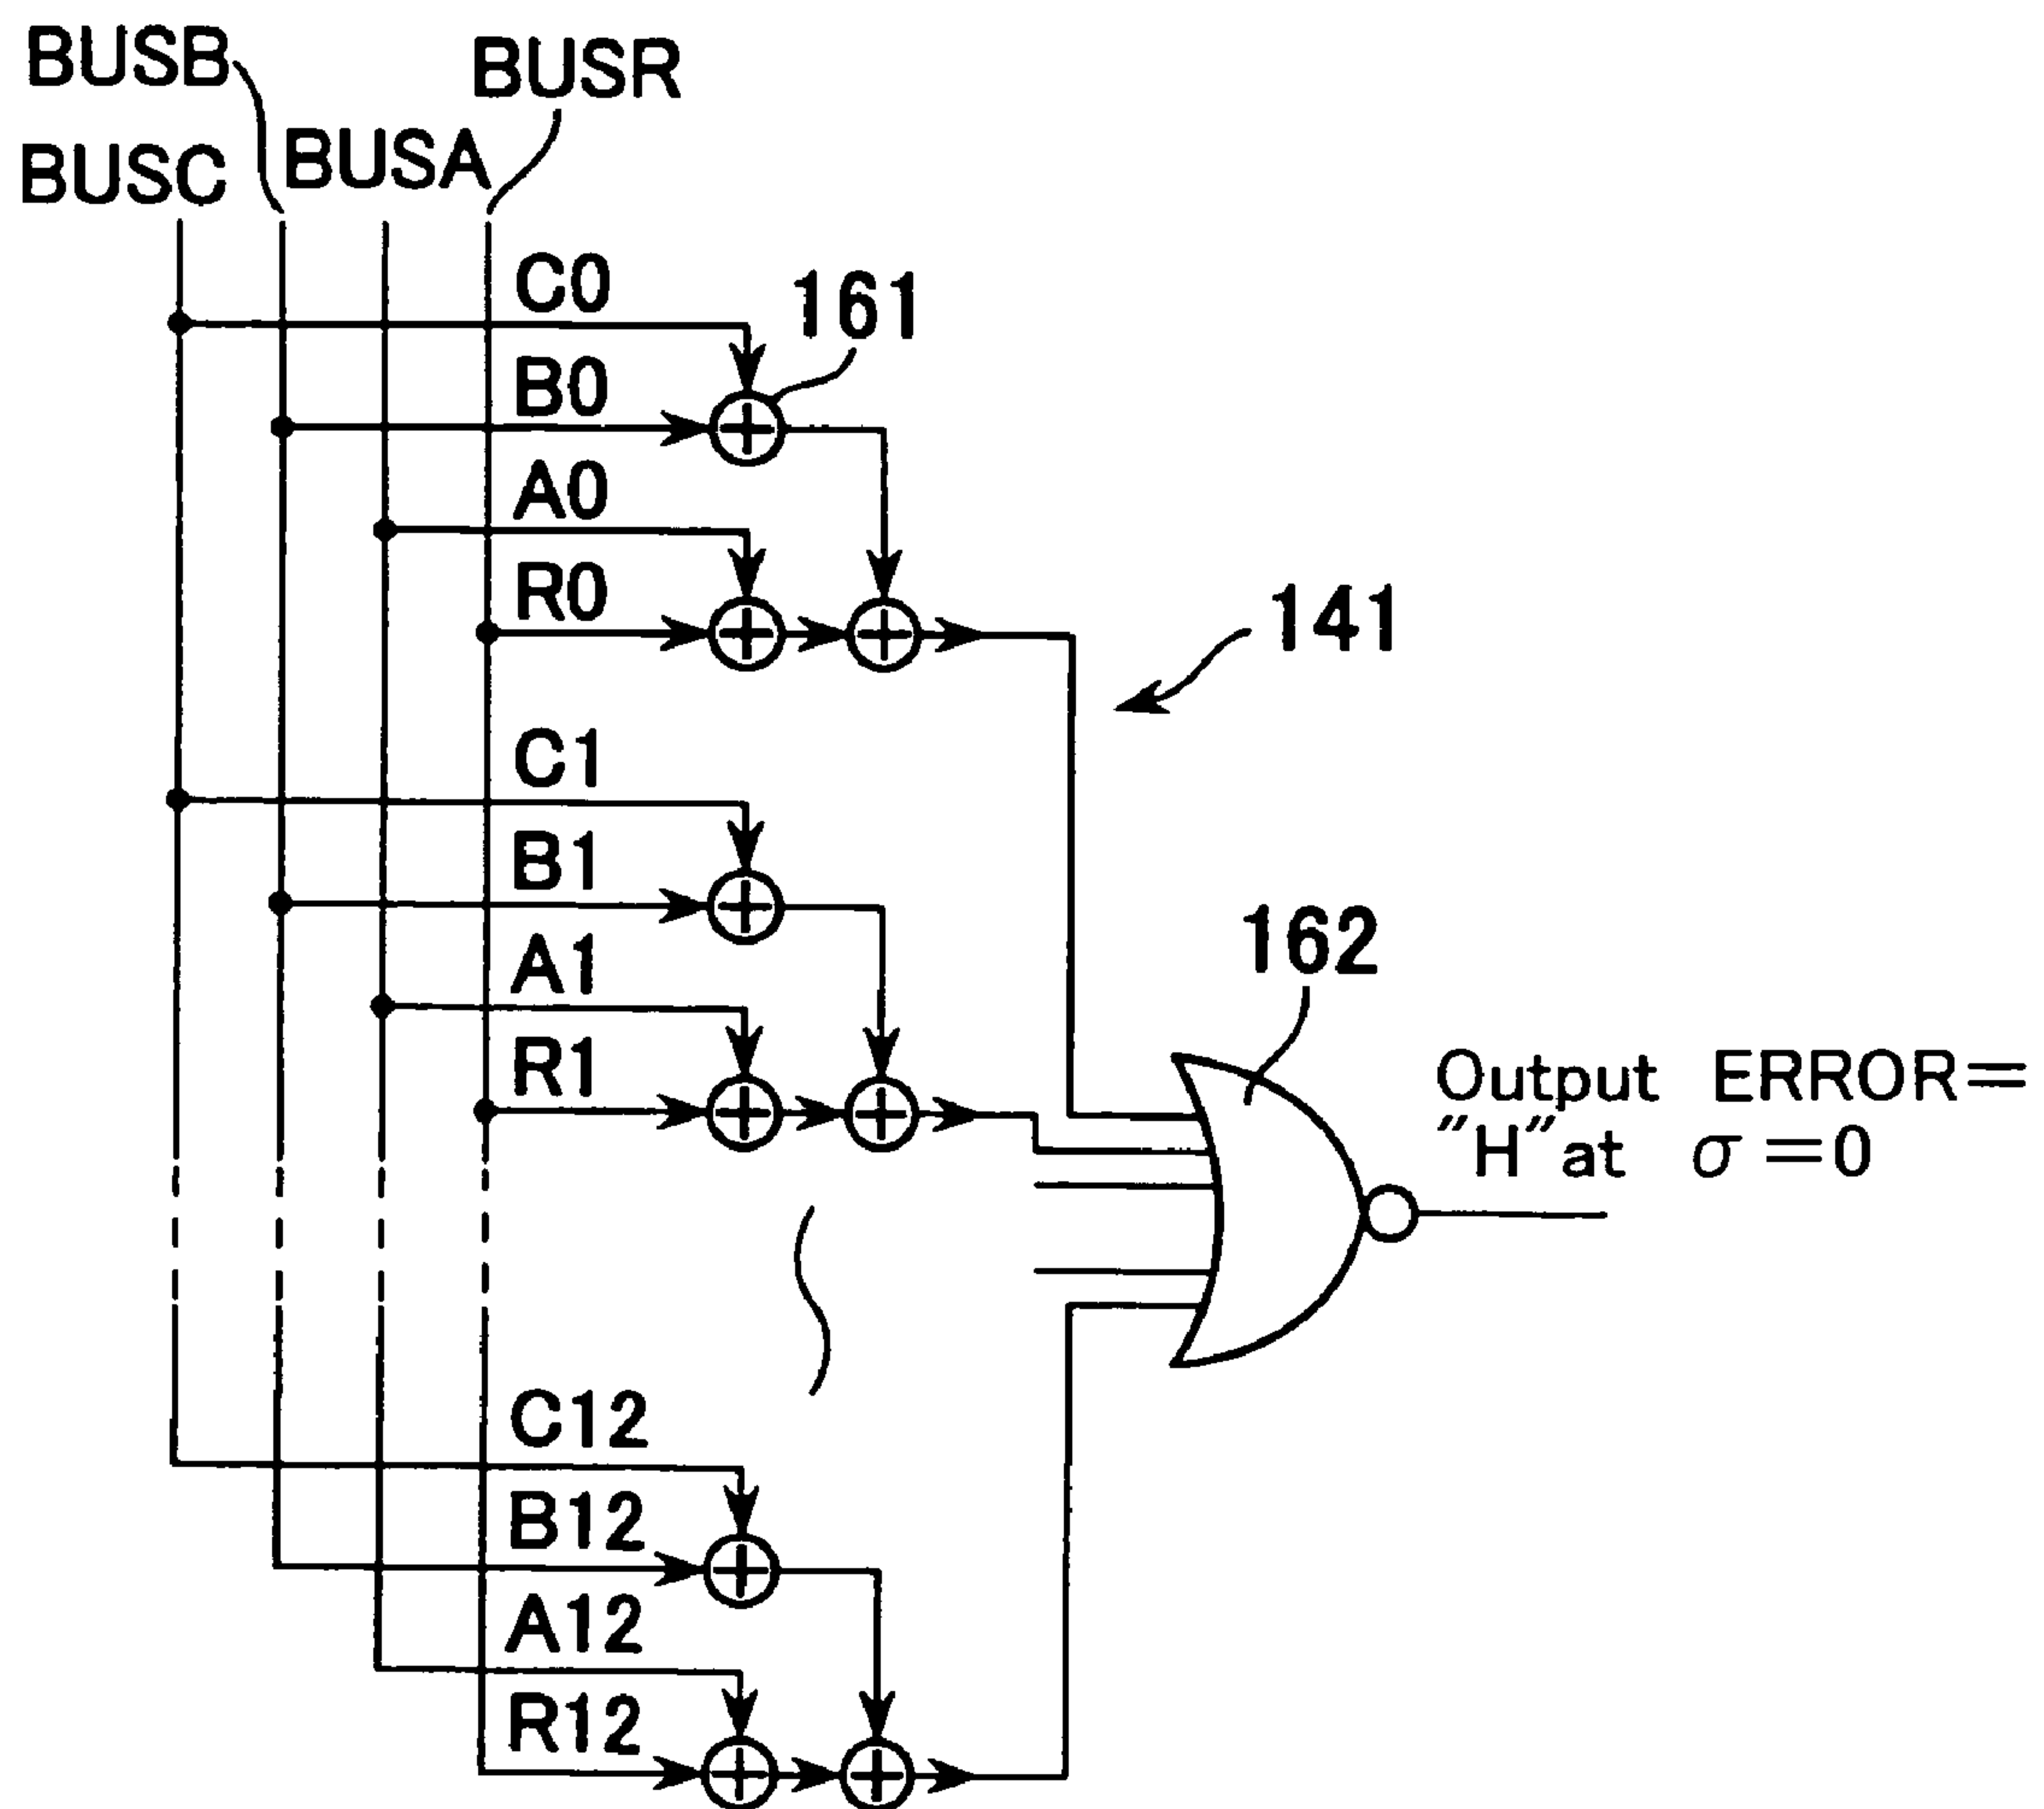 BUSB
BUSR
BUSC
BUSA
C0
161
B0
A0
R0
141
C1
B1
A1
162
R1
Output ERROR=
"H"at σ=0
C12
B12
A12
R12